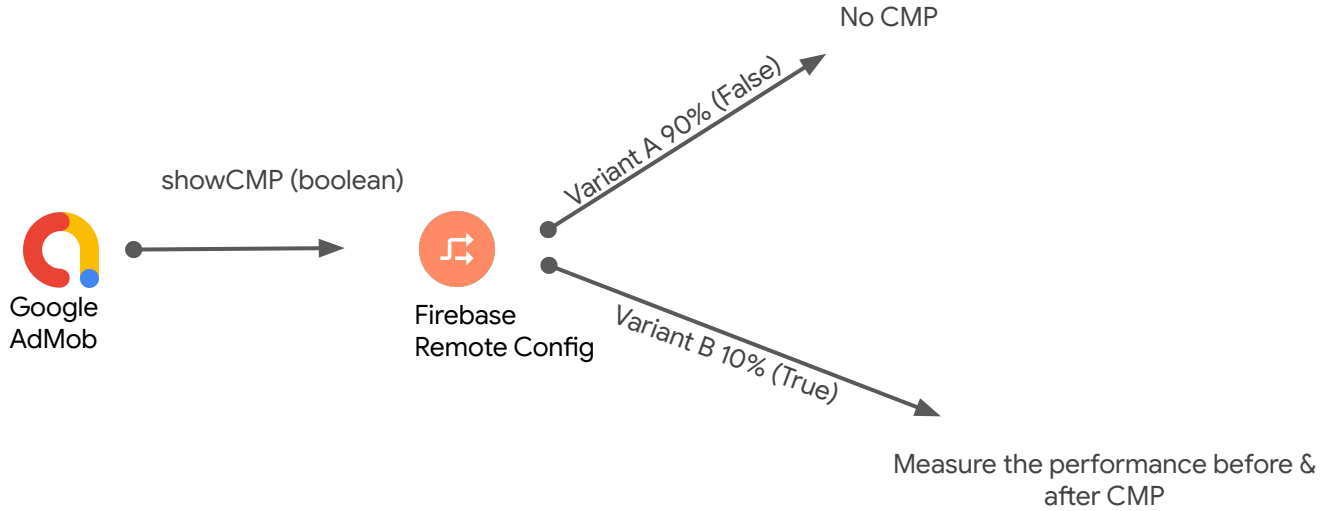 No CMP
Variant A 90% (False)
showCMP (boolean)
Google
AdMob
Firebase
Remote Config
Variant B 10% (True)
Measure the performance before &
after CMP